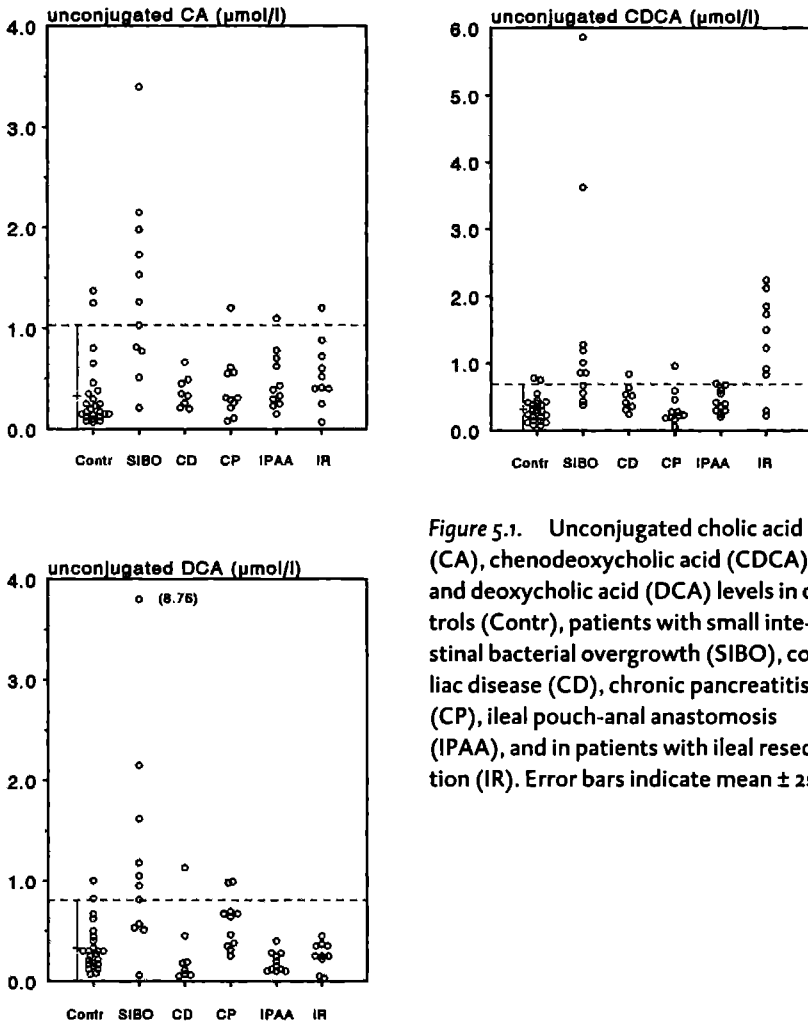 unconjugated CA (µmol/l)
4.0
3.0
2.0
1.0
0.0
Contr SIBO CD CP IPAA IR
unconjugated CDCA (µmol/l)
6.0
5.0
4.0
3.0
2.0
1.0
0.0
Contr SIBO CD CP IPAA IR
unconjugated DCA (µmol/l)
4.0
(8.76)
3.0
2.0
1.0
0.0
Contr SIBO CD CP IPAA IR
Figure 5.1. Unconjugated cholic acid
(CA), chenodeoxycholic acid (CDCA)
and deoxycholic acid (DCA) levels in
trols (Contr), patients with small inte-
stinal bacterial overgrowth (SIBO), co
liac disease (CD), chronic pancreatitis
(CP), ileal pouch-anal anastomosis
(IPAA), and in patients with ileal resec
tion (IR). Error bars indicate mean ±